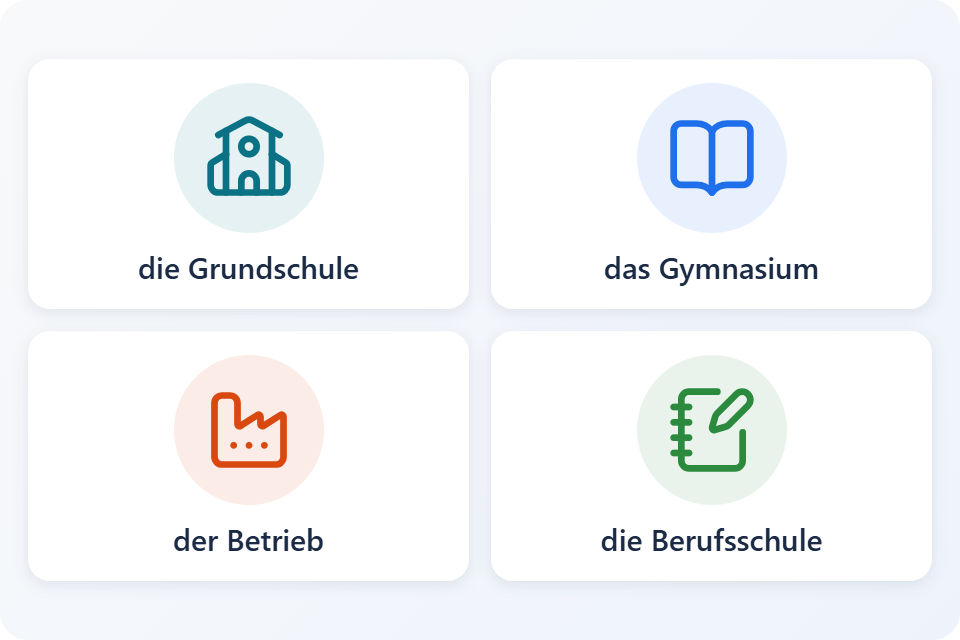 die Grundschule
das Gymnasium
der Betrieb
die Berufsschule